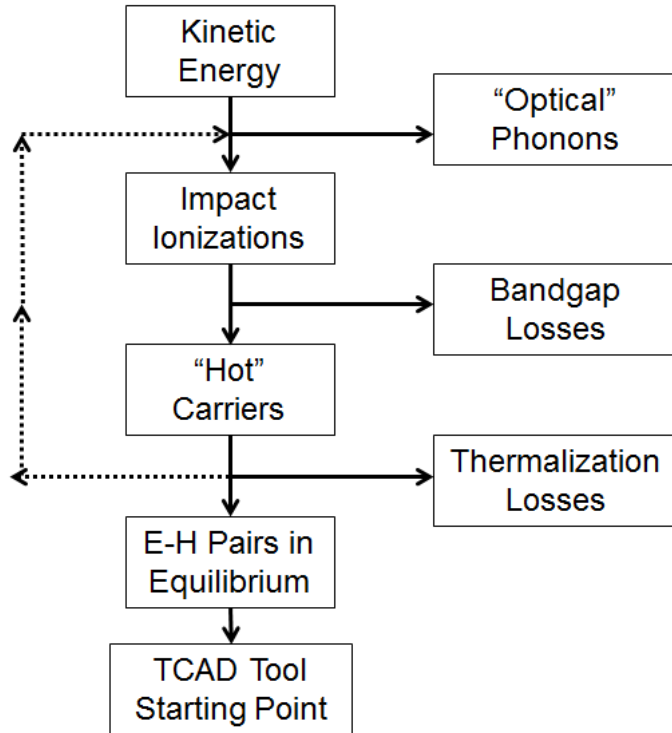 Kinetic
Energy
“Optical”
Phonons
Impact
Ionizations
Bandgap
Losses
“Hot”
Carriers
Thermalization
Losses
E-H Pairs in
Equilibrium
TCAD Tool
Starting Point